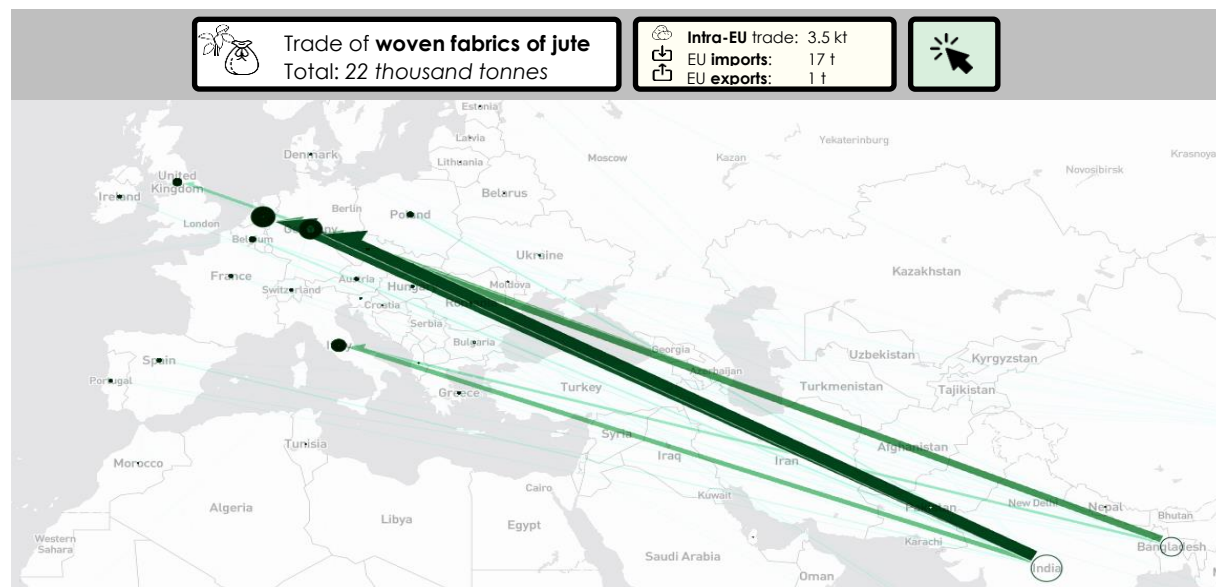 Trade of woven fabrics of jute
Total: 22 thousand tonnes
Intra-EU trade: 3.5 kt
EU imports: 17 t
EU exports: 1 t
Estonia
Latvia
Yekaterinburg
Krasnoya
Denmark
Lithuania
Moscow
Kazan
Novosibirsk
United
Kingdom
Ireland
Belarus
Berlin
Poland
London
Belgium
Ukraine
France
Kazakhstan
Austria
Switzerland
Moldova
Croatia
Serbia
Bulgaria
Georgia
Uzbekistan
Kyrgyzstan
Spain
Azerbaijan
Portugal
Turkey
Turkmenistan
Tajikistan
Greece
Syria
Tunisia
Afghanistan
Iraq
Iran
Morocco
Cairo
Kuwait
New Delhi
Nepal
Algeria
Libya
Egypt
Pakistan
Bhutan
Western
Sahara
Karachi
Bangladesh
Saudi Arabia
India
Oman